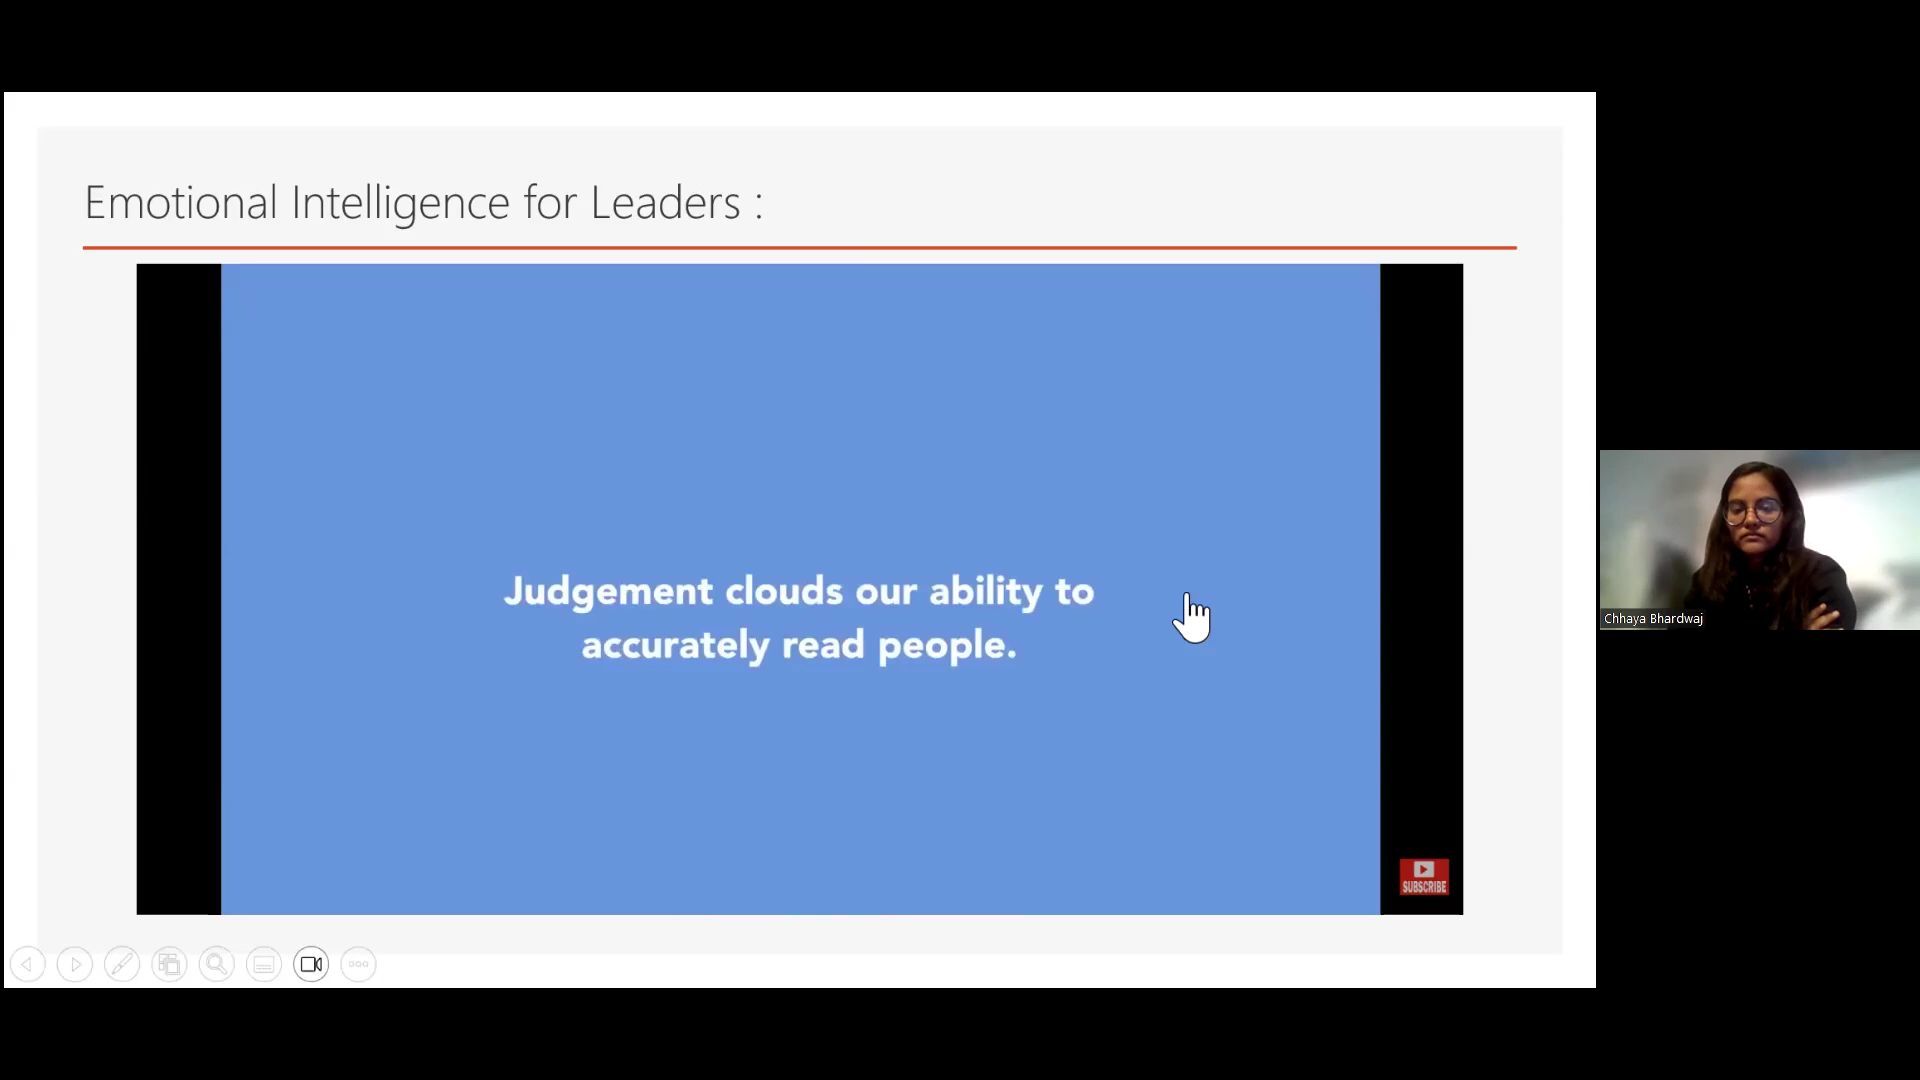 Emotional Intelligence for Leaders :
Judgement clouds our ability to
accurately read people.
SUBSCRIBE
Chhaya Bhardwaj